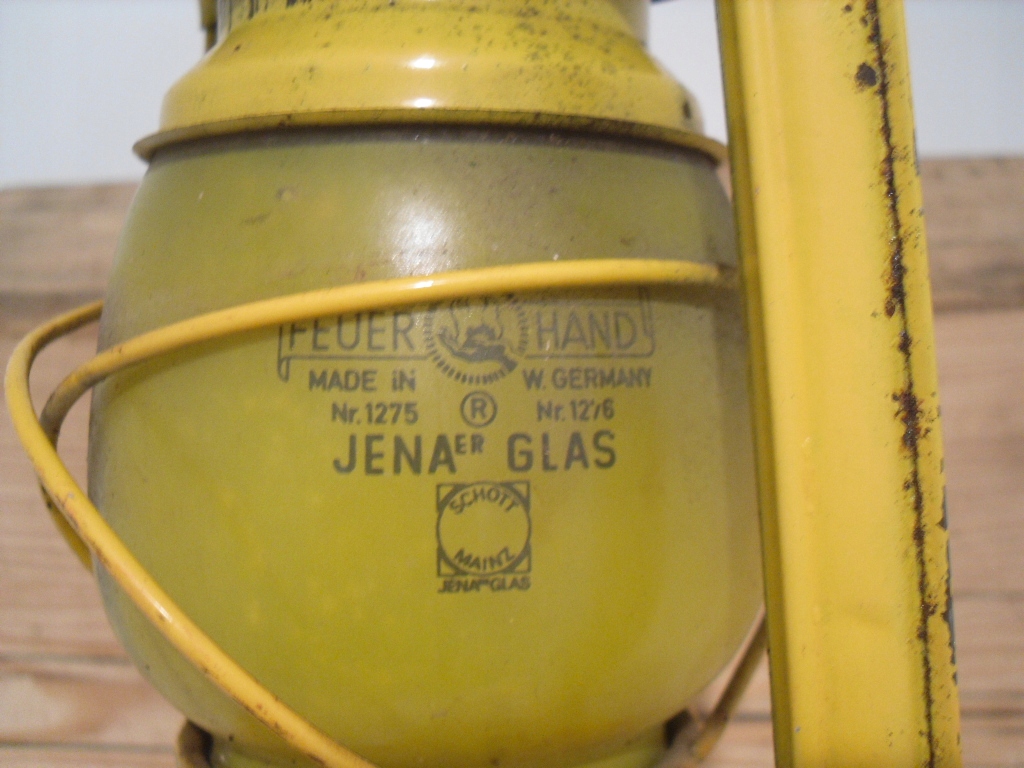 FEUER HAND
MADE iN W. GERMANY
Nr. 1275 ® Nr. 1276
JENAER GLAS
SCHOTT
MAINZ
JENAER GLAS